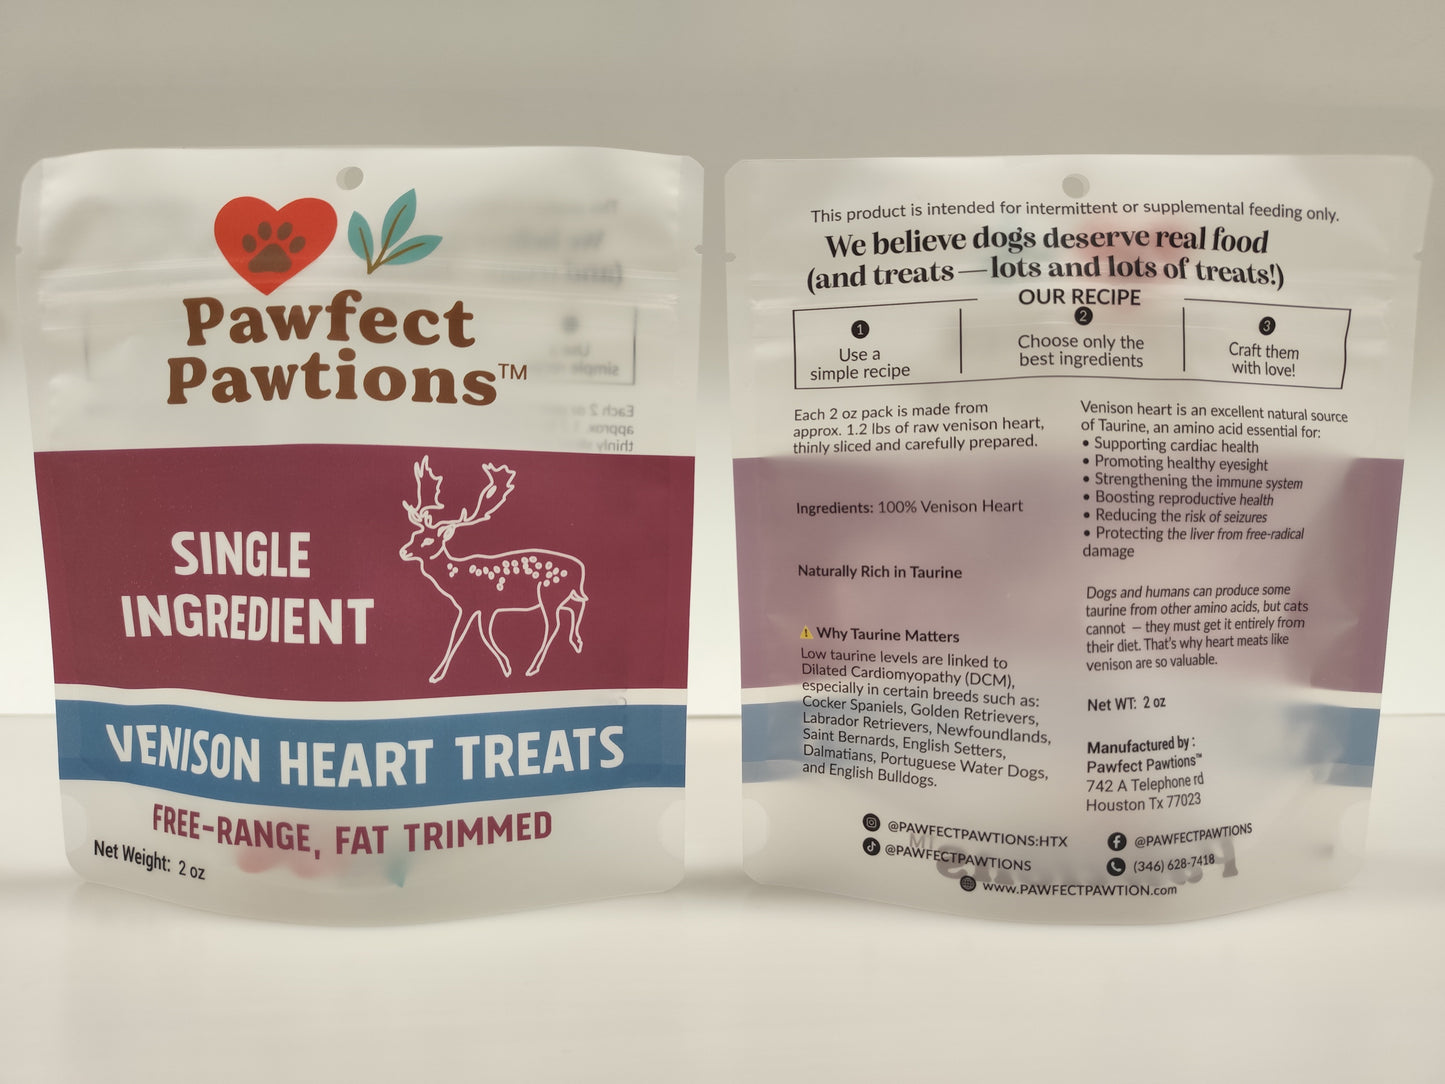 Pawfect
Pawtions™
SINGLE
INGREDIENT
VENISON HEART TREATS
FREE-RANGE, FAT TRIMMED
Net Weight: 2 oz
This product is intended for intermittent or supplemental feeding only.
We believe dogs deserve real food
(and treats — lots and lots of treats!)
OUR RECIPE
1
Use a
simple recipe
2
Choose only the
best ingredients
3
Craft them
with love!
Each 2 oz pack is made from
approx. 1.2 lbs of raw venison heart,
thinly sliced and carefully prepared.
Ingredients: 100% Venison Heart
Naturally Rich in Taurine
Why Taurine Matters
Low taurine levels are linked to
Dilated Cardiomyopathy (DCM),
especially in certain breeds such as:
Cocker Spaniels, Golden Retrievers,
Labrador Retrievers, Newfoundlands,
Saint Bernards, English Setters,
Dalmatians, Portuguese Water Dogs,
and English Bulldogs.
Venison heart is an excellent natural source
of Taurine, an amino acid essential for:
• Supporting cardiac health
• Promoting healthy eyesight
• Strengthening the immune system
• Boosting reproductive health
• Reducing the risk of seizures
• Protecting the liver from free-radical
damage
Dogs and humans can produce some
taurine from other amino acids, but cats
cannot — they must get it entirely from
their diet. That's why heart meats like
venison are so valuable.
Net WT: 2 oz
Manufactured by :
Pawfect Pawtions™
742 A Telephone rd
Houston Tx 77023
@PAWFECTPAWTIONS:HTX
@PAWFECTPAWTIONS
@PAWFECTPAWTIONS
(346) 628-7418
www.PAWFECTPAWTION.com